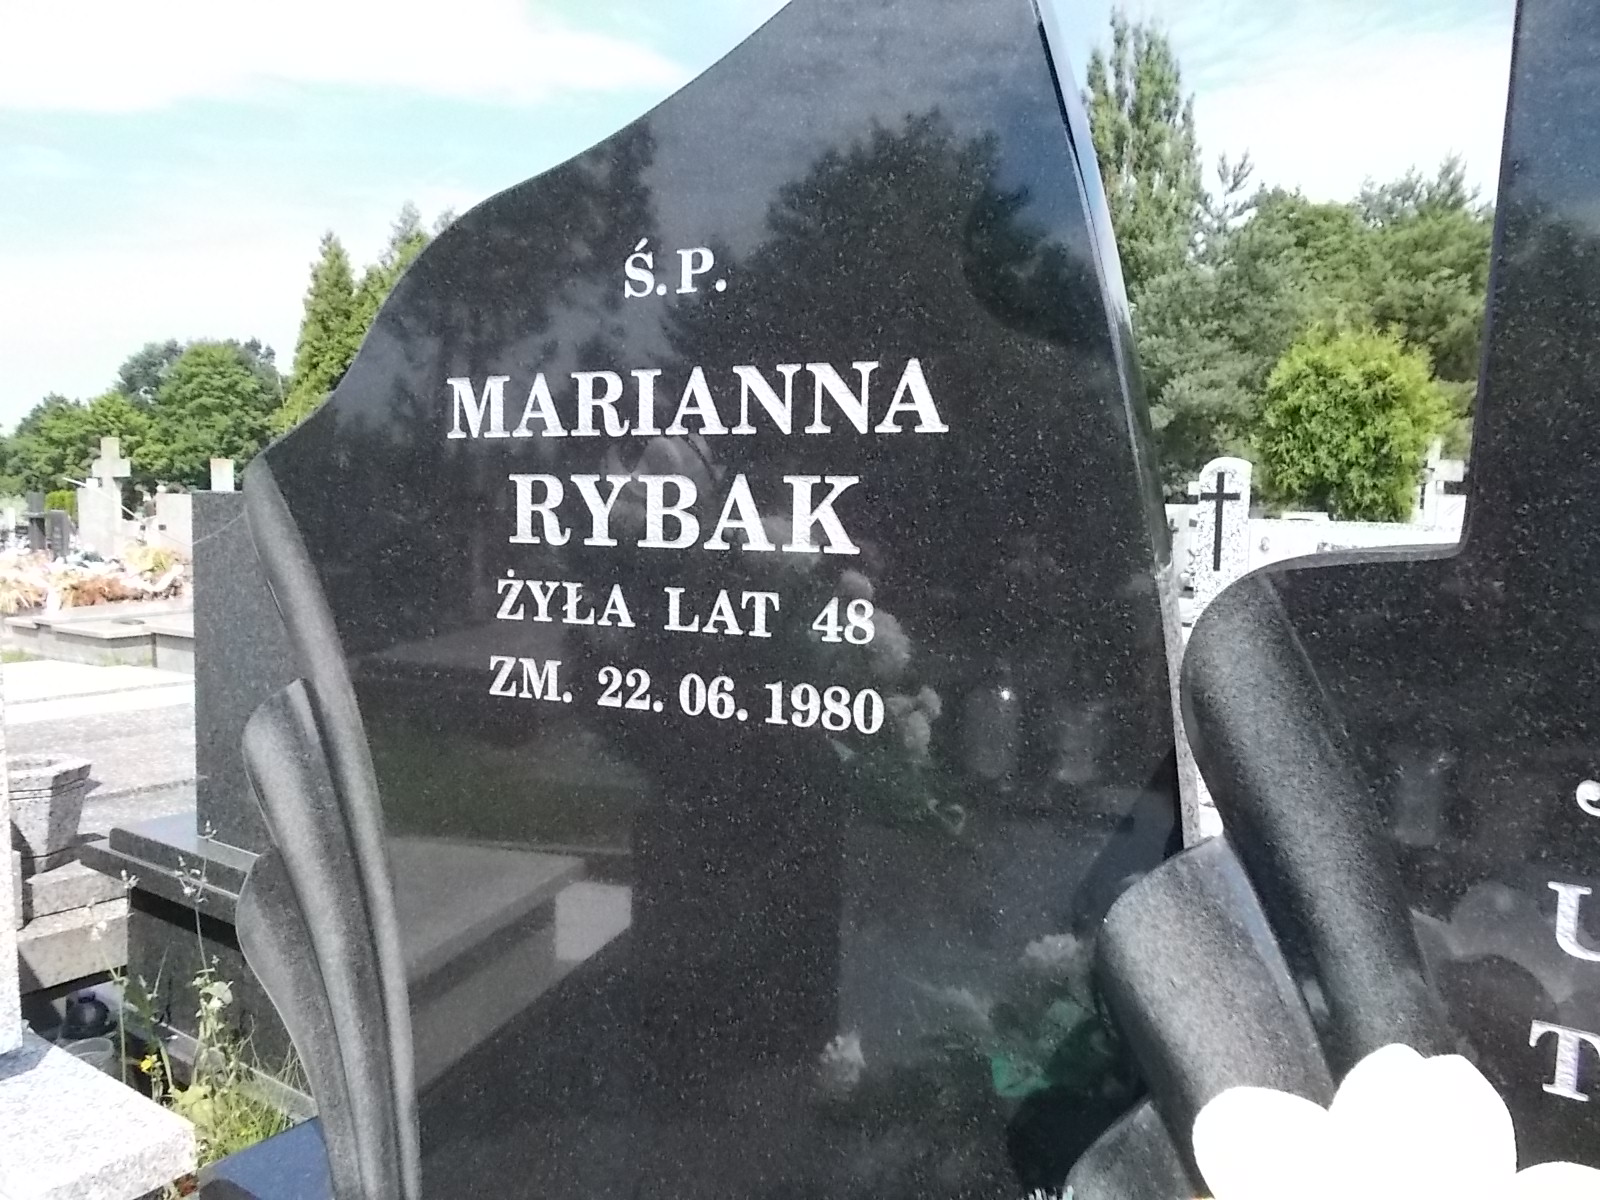 Ś.P.
MARIANNA
RYBAK
ŻYŁA LAT 48
ZM. 22. 06. 1980